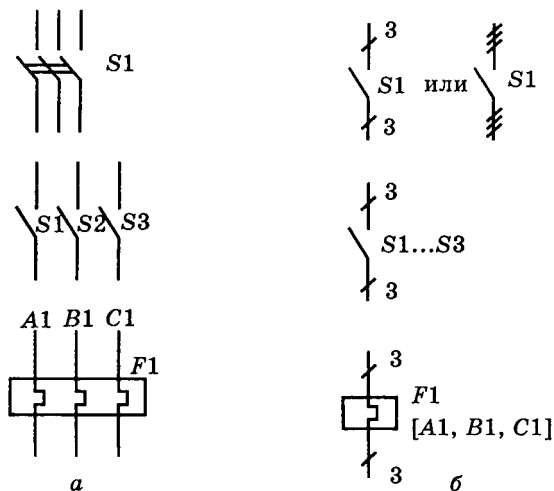 3
S1
S1 или S1
3
3
S1 S2 S3
S1...S3
3
A1 B1 C1
F1
3
F1
[A1, B1, C1]
3
а
б